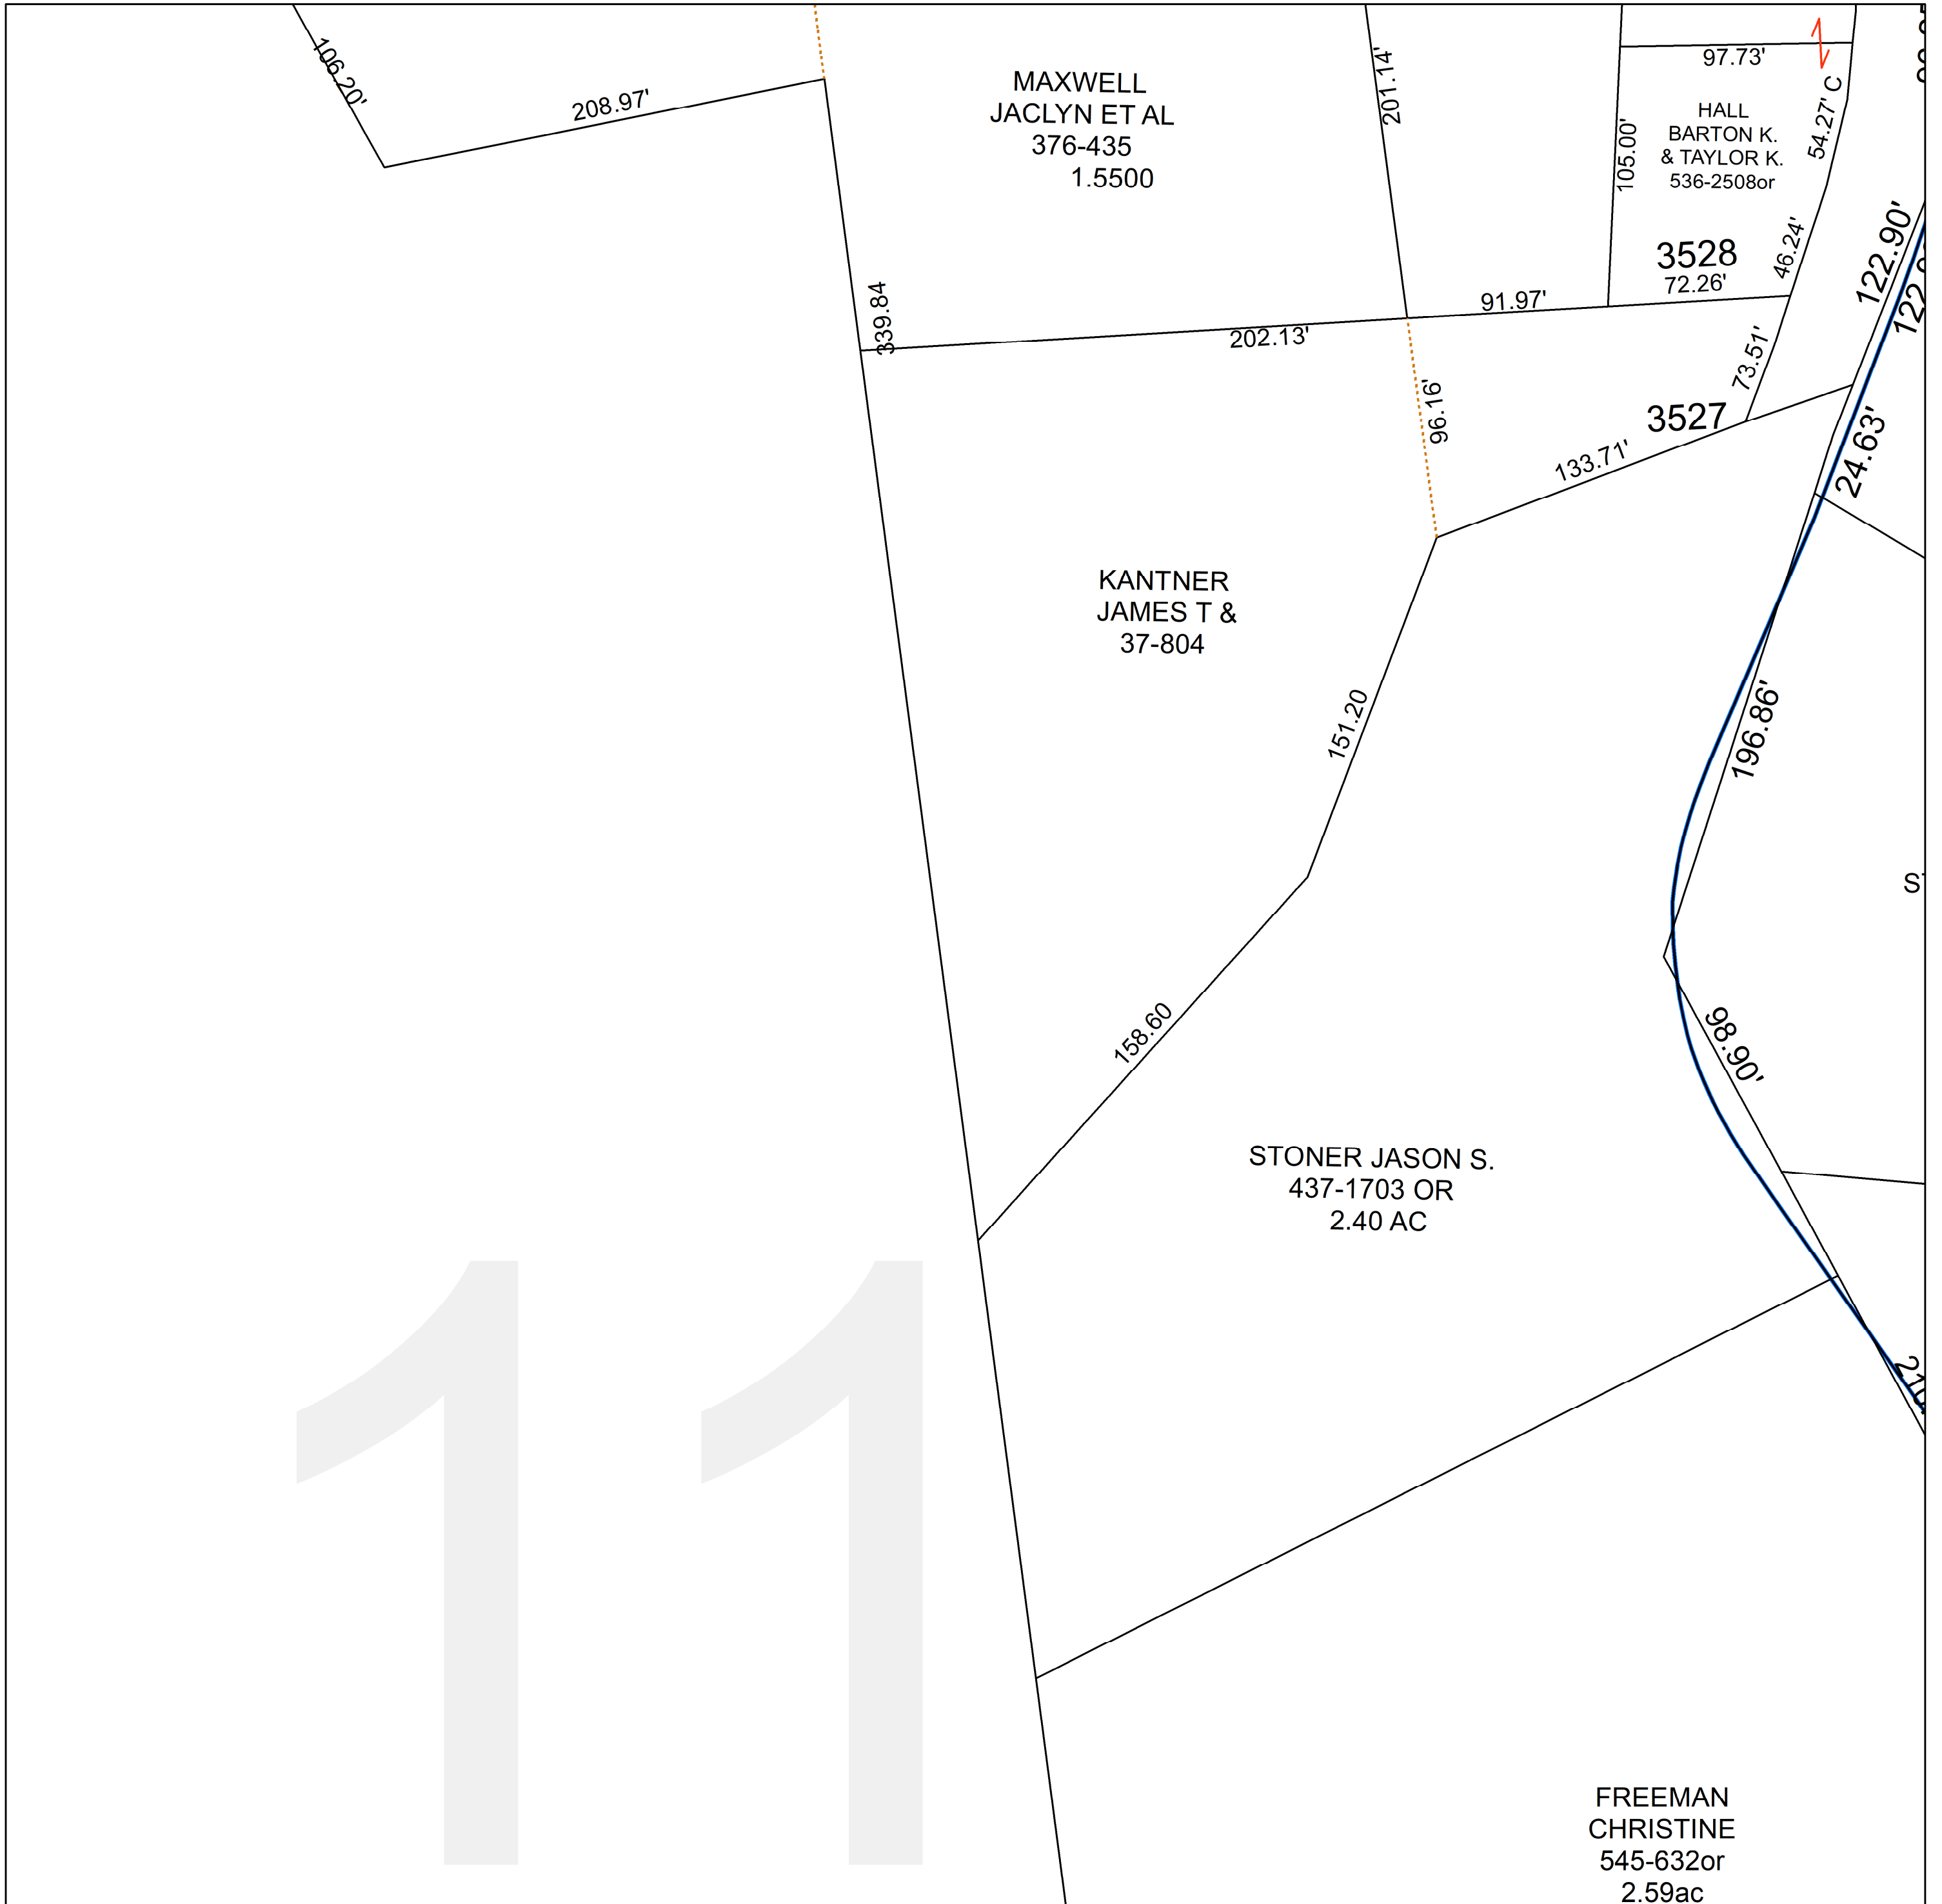 106.20'
208.97'
MAXWELL
JACLYN ET AL
376-435
1.5500
201.14'
97.73'
HALL
BARTON K.
& TAYLOR K.
536-2508or
105.00'
54.27' C
46.24'
3528
72.26'
122.90'
339.84
202.13'
91.97'
73.51'
96.16'
3527
133.71'
24.63'
KANTNER
JAMES T &
37-804
151.20
196.86'
158.60
98.90'
STONER JASON S.
437-1703 OR
2.40 AC
11
FREEMAN
CHRISTINE
545-632or
2.59ac